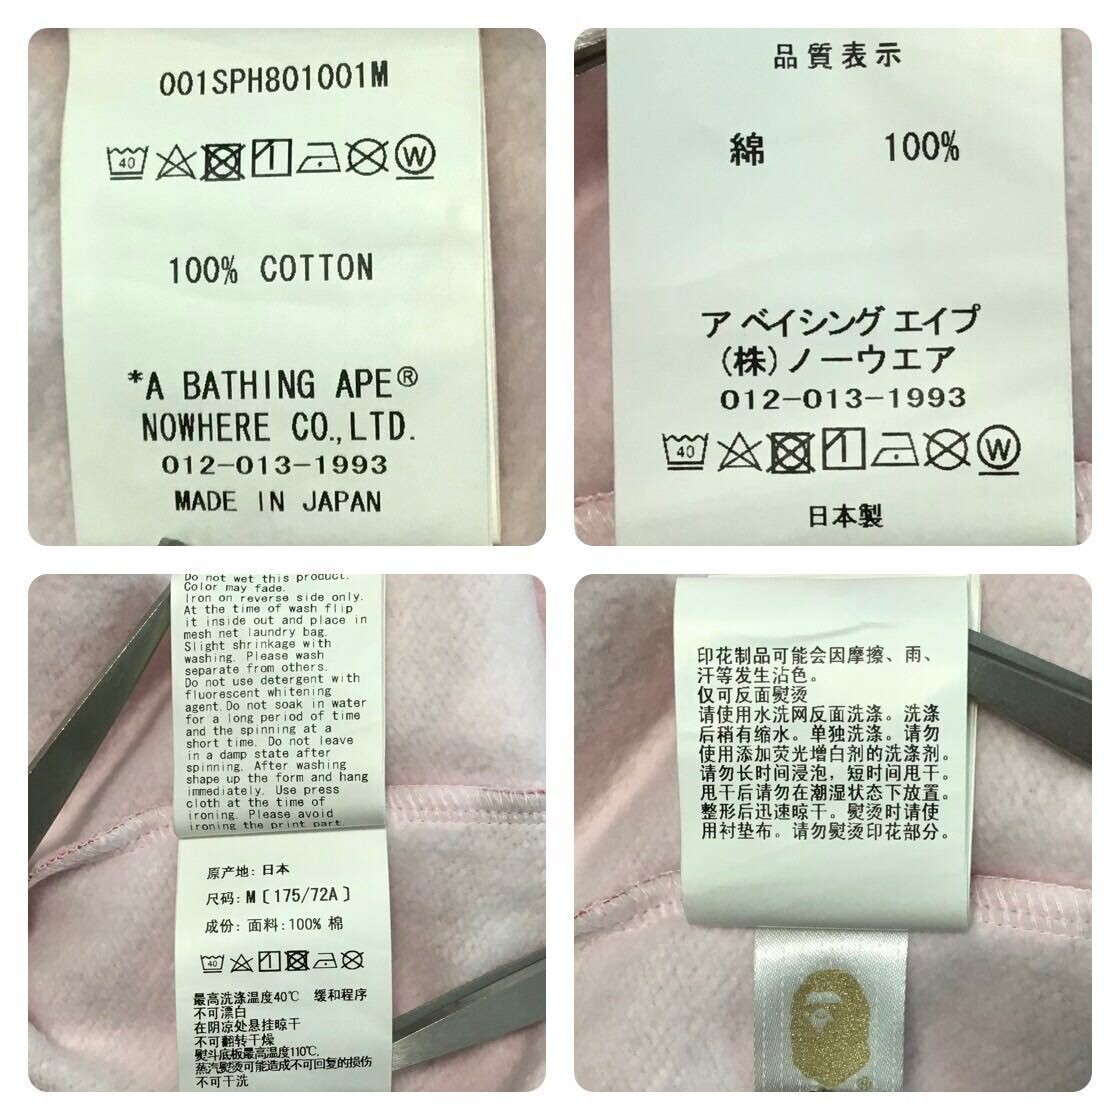 001SPH801001M
40 W
100% COTTON
*A BATHING APE®
NOWHERE CO.,LTD.
012-013-1993
MADE IN JAPAN
品質表示
綿 100%
ア ベイシング エイプ
(株)ノーウエア
012-013-1993
40 W
日本製
Do not wet this product.
Color may fade.
Iron on reverse side only.
At the time of wash flip
it inside out and place in
mesh net laundry bag.
Slight shrinkage with
washing. Please wash
separate from others.
Do not use detergent with
fluorescent whitening
agent.Do not soak in water
for a long period of time
and the spinning at a
short time. Do not leave
in a damp state after
spinning. After washing
shape up the form and hang
immediately. Use press
cloth at the time of
ironing. Please avoid
ironing the print part.
原产地: 日本
尺码: M〔175/72A〕
成份: 面料:100% 棉
40
最高洗涤温度40℃ 缓和程序
不可漂白
在阴凉处悬挂晾干
不可翻转干燥
熨斗底板最高温度110℃,
蒸汽熨烫可能造成不可回复的损伤
不可干洗
印花制品可能会因摩擦、雨、
汗等发生沾色。
仅可反面熨烫
请使用水洗网反面洗涤。洗涤
后稍有缩水。单独洗涤。请勿
使用添加荧光增白剂的洗涤剂。
请勿长时间浸泡，短时间甩干。
甩干后请勿在潮湿状态下放置。
整形后迅速晾干。熨烫时请使
用衬垫布。请勿熨烫印花部分。
®